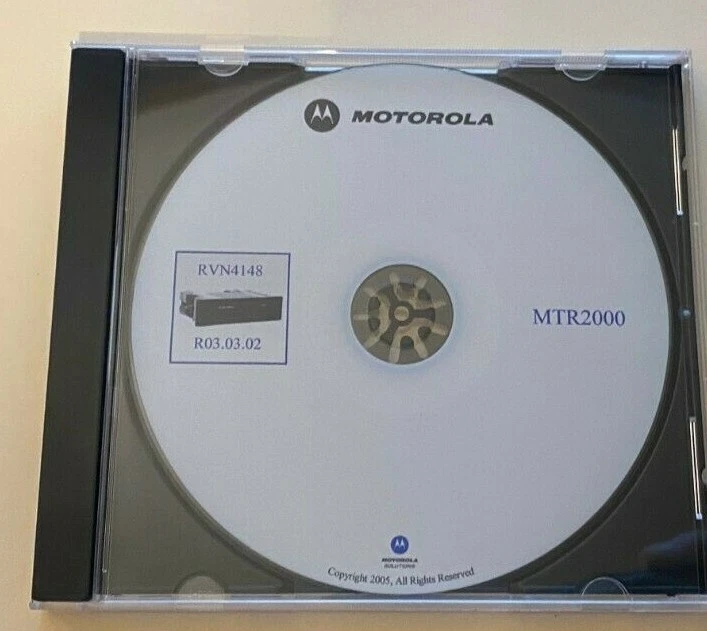 MOTOROLA
RVN4148
R03.03.02
MTR2000
MOTOROLA
SOLUTIONS
Copyright 2005, All Rights Reserved